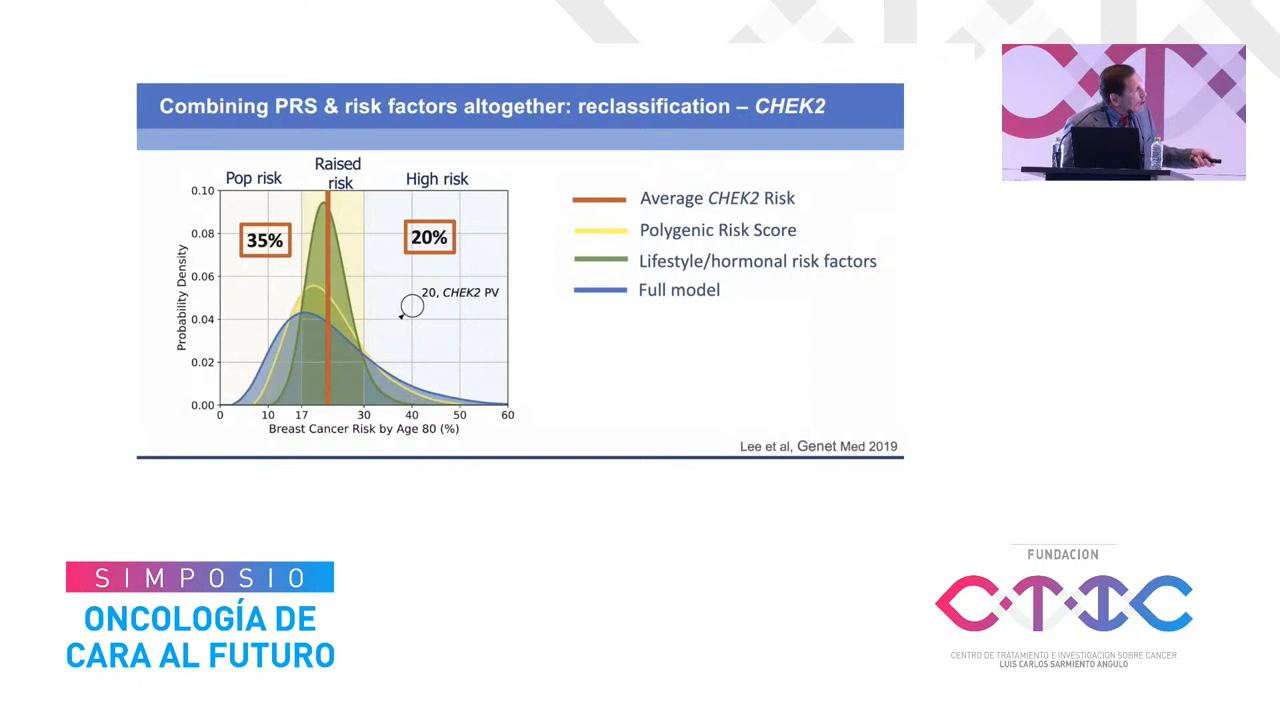 Combining PRS & risk factors altogether: reclassification – CHEK2
Pop risk
Raised
risk
High risk
0.10
0.08
0.06
0.04
0.02
0.00
Probability Density
35%
20%
20, CHEK2 PV
0
10
17
30
40
50
60
Breast Cancer Risk by Age 80 (%)
Average CHEK2 Risk
Polygenic Risk Score
Lifestyle/hormonal risk factors
Full model
Lee et al, Genet Med 2019
SIMPOSIO
ONCOLOGÍA DE
CARA AL FUTURO
FUNDACION
CTIC
CENTRO DE TRATAMIENTO E INVESTIGACION SOBRE CANCER
LUIS CARLOS SARMIENTO ANGULO